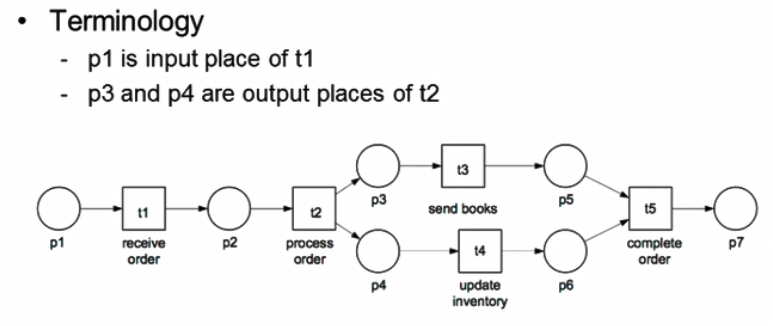 • Terminology
- p1 is input place of t1
- p3 and p4 are output places of t2
t3
p3
p5
send books
t1
t2
t5
p1
receive
order
p2
process
order
complete
order
p7
t4
p4
update
inventory
p6